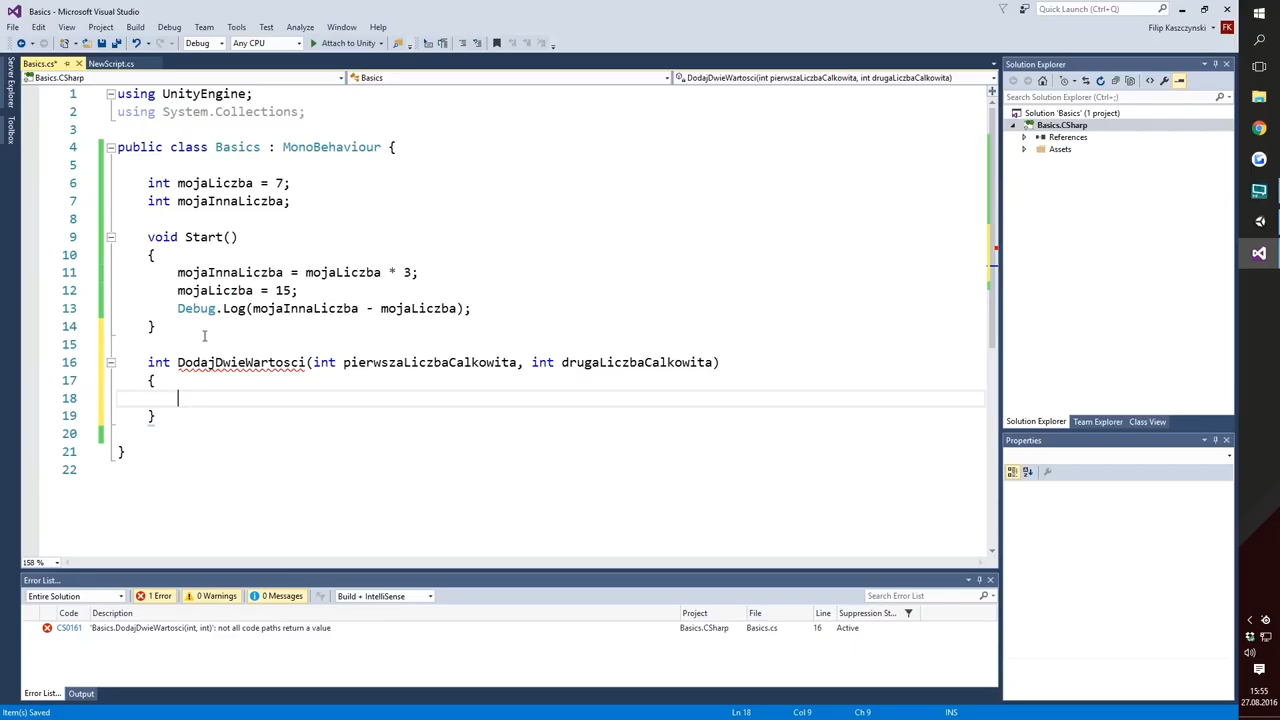 Basics - Microsoft Visual Studio
Quick Launch (Ctrl+Q)
File Edit View Project Build Debug Team Tools Test Analyze Window Help
Filip Kaszczynski FK
Debug Any CPU Attach to Unity
Basics.cs* NewScript.cs
Basics.CSharp Basics DodajDwieWartosci(int pierwszaLiczbaCalkowita, int drugaLiczbaCalkowita)
Server Explorer
Toolbox
1 using UnityEngine;
2 using System.Collections;
3
4 public class Basics : MonoBehaviour {
5
6 int mojaLiczba = 7;
7 int mojaInnaLiczba;
8
9 void Start()
10 {
11 mojaInnaLiczba = mojaLiczba * 3;
12 mojaLiczba = 15;
13 Debug.Log(mojaInnaLiczba - mojaLiczba);
14 }
15
16 int DodajDwieWartosci(int pierwszaLiczbaCalkowita, int drugaLiczbaCalkowita)
17 {
18
19 }
20
21 }
22
158 %
Solution Explorer
Search Solution Explorer (Ctrl+;)
Solution 'Basics' (1 project)
Basics.CSharp
References
Assets
Solution Explorer Team Explorer Class View
Properties
Error List...
Entire Solution 1 Error 0 Warnings 0 Messages Build + IntelliSense Search Error List
Code Description Project File Line Suppression St...
CS0161 'Basics.DodajDwieWartosci(int, int)': not all code paths return a value Basics.CSharp Basics.cs 16 Active
Error List... Output
Item(s) Saved Ln 18 Col 9 Ch 9 INS
15:55
27.08.2016